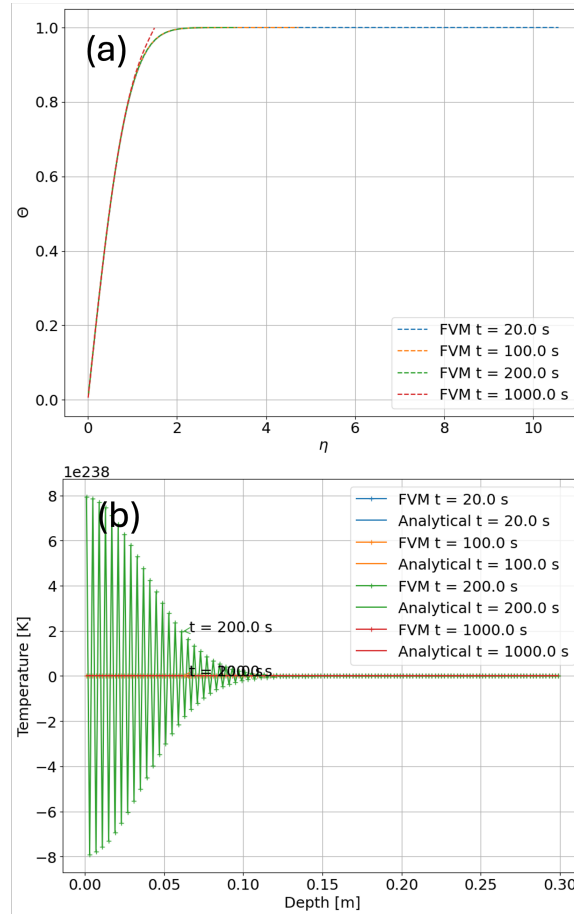 (a)
1.0
0.8
0.6
0.4
0.2
0.0
Θ
FVM t = 20.0 s
FVM t = 100.0 s
FVM t = 200.0 s
FVM t = 1000.0 s
0 2 4 6 8 10
η
1e238
(b)
8
6
4
2
0
−2
−4
−6
−8
Temperature [K]
FVM t = 20.0 s
Analytical t = 20.0 s
FVM t = 100.0 s
Analytical t = 100.0 s
FVM t = 200.0 s
Analytical t = 200.0 s
FVM t = 1000.0 s
Analytical t = 1000.0 s
t = 200.0 s
0.00 0.05 0.10 0.15 0.20 0.25 0.30
Depth [m]